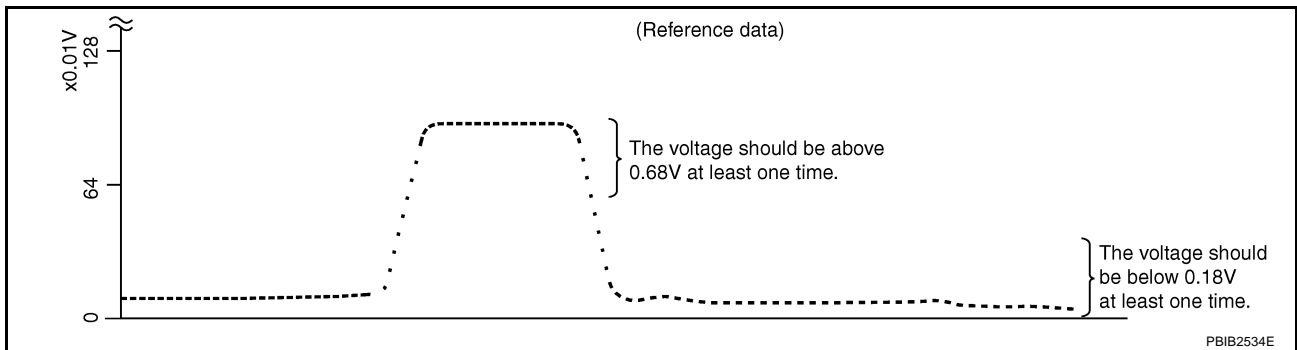 (Reference data)
x0.01V
128
The voltage should be above
0.68V at least one time.
64
The voltage should
be below 0.18V
at least one time.
0
PBIB2534E